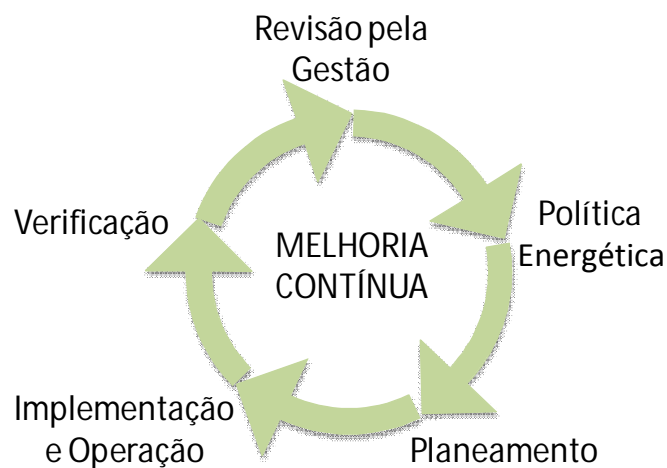 Revisão pela
Gestão
Política
Energética
Verificação
MELHORIA
CONTÍNUA
Implementação
e Operação
Planeamento